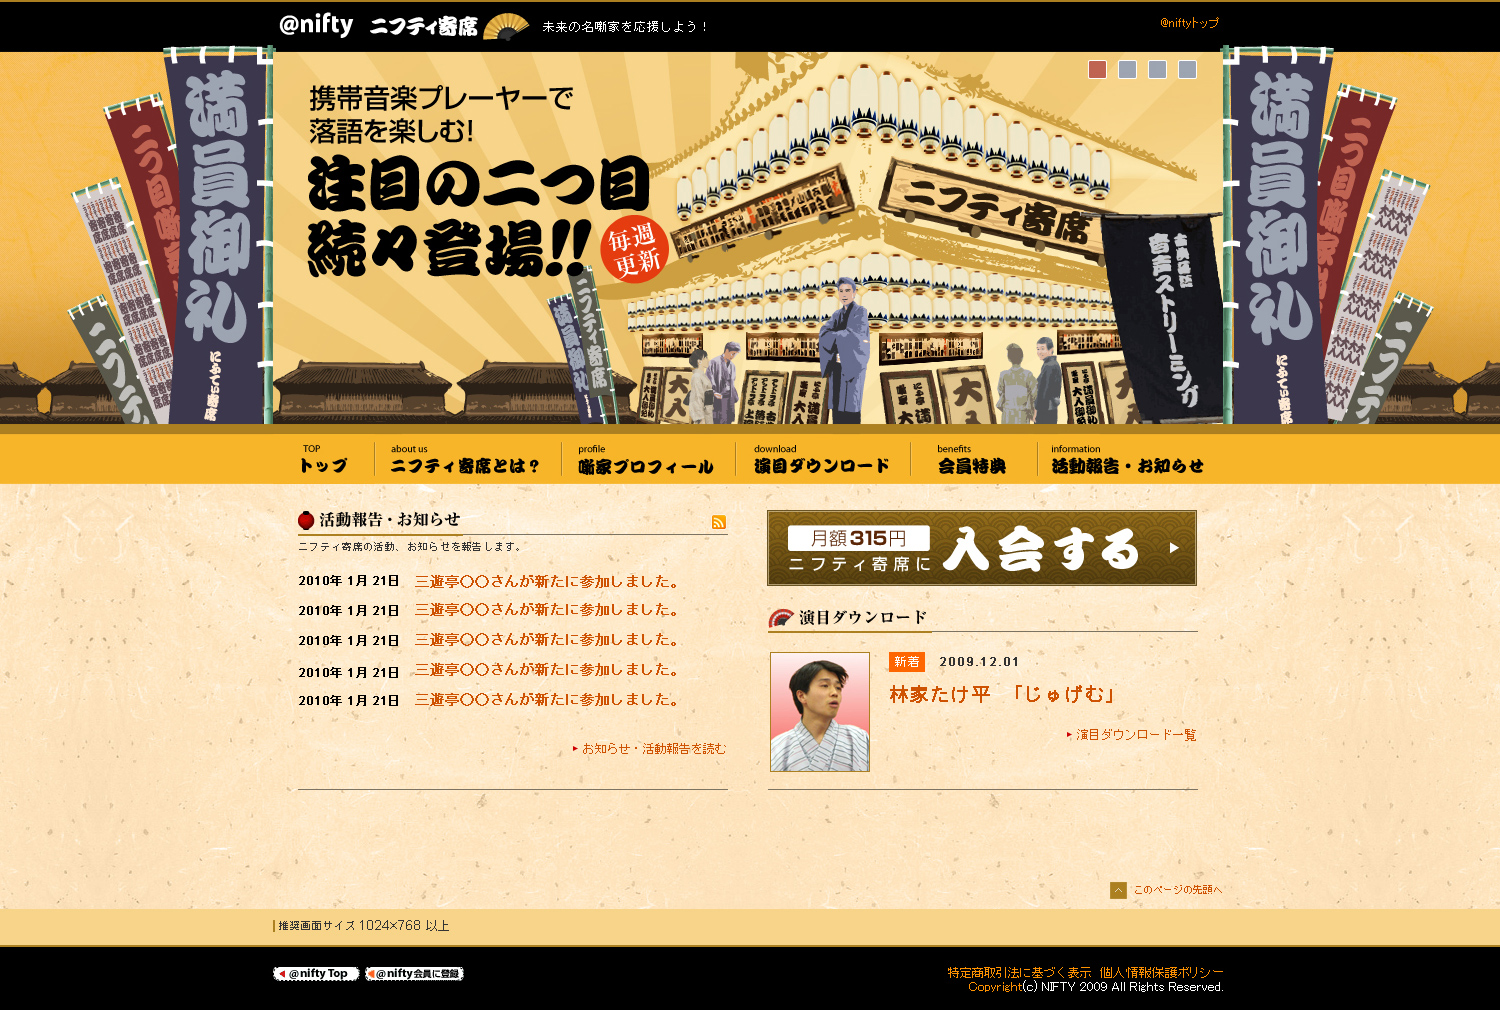 @nifty ニフティ寄席 未来の名噺家を応援しよう！
@niftyトップ
携帯音楽プレーヤーで
落語を楽しむ!
注目の二つ目
続々登場!!
毎週
更新
満員御礼
にふてぃ寄席
二つ目噺家
ニフティ
ニフティ寄席
満員御礼
ニフティ寄席
音声ストリーミング
大入
大入
満員御礼
にふてぃ寄席
二つ目噺家
ニフティ
TOP
トップ
about us
ニフティ寄席とは？
profile
噺家プロフィール
download
演目ダウンロード
benefits
会員特典
information
活動報告・お知らせ
活動報告・お知らせ
ニフティ寄席の活動、お知らせを報告します。
2010年 1月 21日 三遊亭〇〇さんが新たに参加しました。
2010年 1月 21日 三遊亭〇〇さんが新たに参加しました。
2010年 1月 21日 三遊亭〇〇さんが新たに参加しました。
2010年 1月 21日 三遊亭〇〇さんが新たに参加しました。
2010年 1月 21日 三遊亭〇〇さんが新たに参加しました。
お知らせ・活動報告を読む
月額315円
ニフティ寄席に
入会する
演目ダウンロード
新着 2009.12.01
林家たけ平 「じゅげむ」
演目ダウンロード一覧
このページの先頭へ
推奨画面サイズ 1024×768 以上
@nifty Top @nifty会員に登録
特定商取引法に基づく表示 個人情報保護ポリシー
Copyright(c) NIFTY 2009 All Rights Reserved.